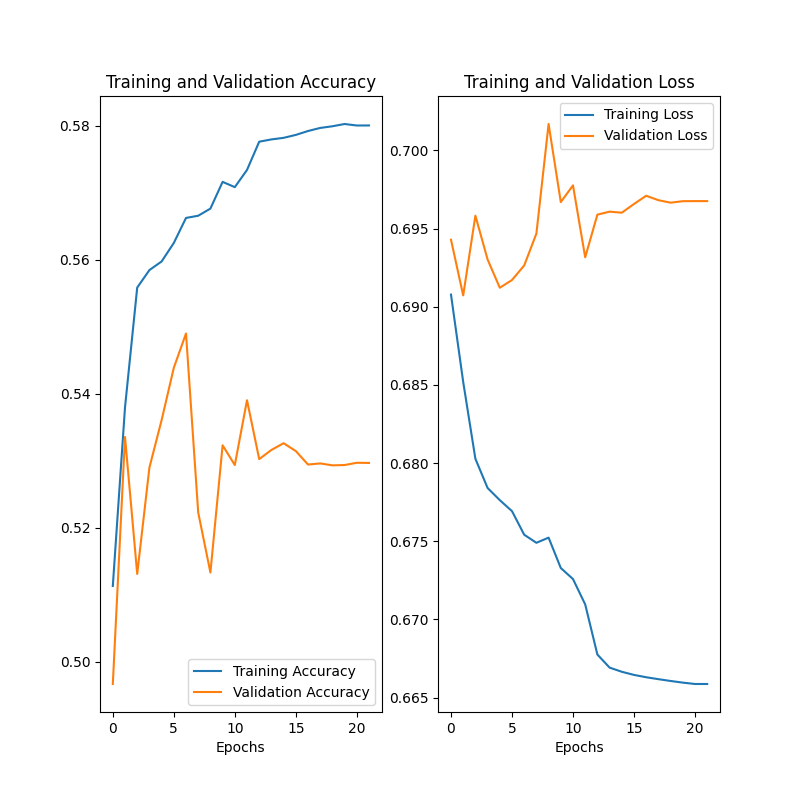 Training and Validation Accuracy
0.58
0.56
0.54
0.52
0.50
Training Accuracy
Validation Accuracy
0 5 10 15 20
Epochs
Training and Validation Loss
Training Loss
Validation Loss
0.700
0.695
0.690
0.685
0.680
0.675
0.670
0.665
0 5 10 15 20
Epochs